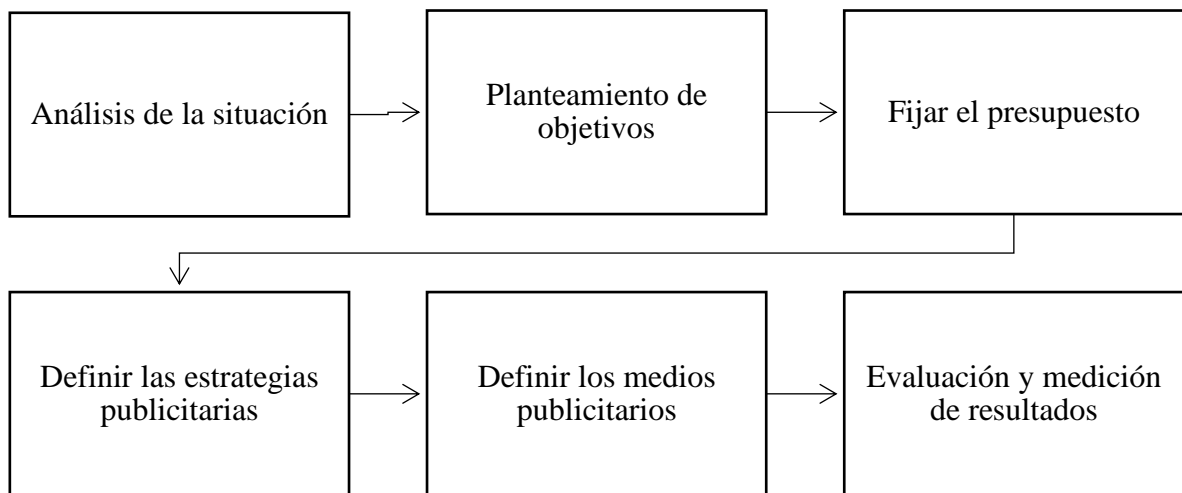 Análisis de la situación
Planteamiento de
objetivos
Fijar el presupuesto
Definir las estrategias
publicitarias
Definir los medios
publicitarios
Evaluación y medición
de resultados